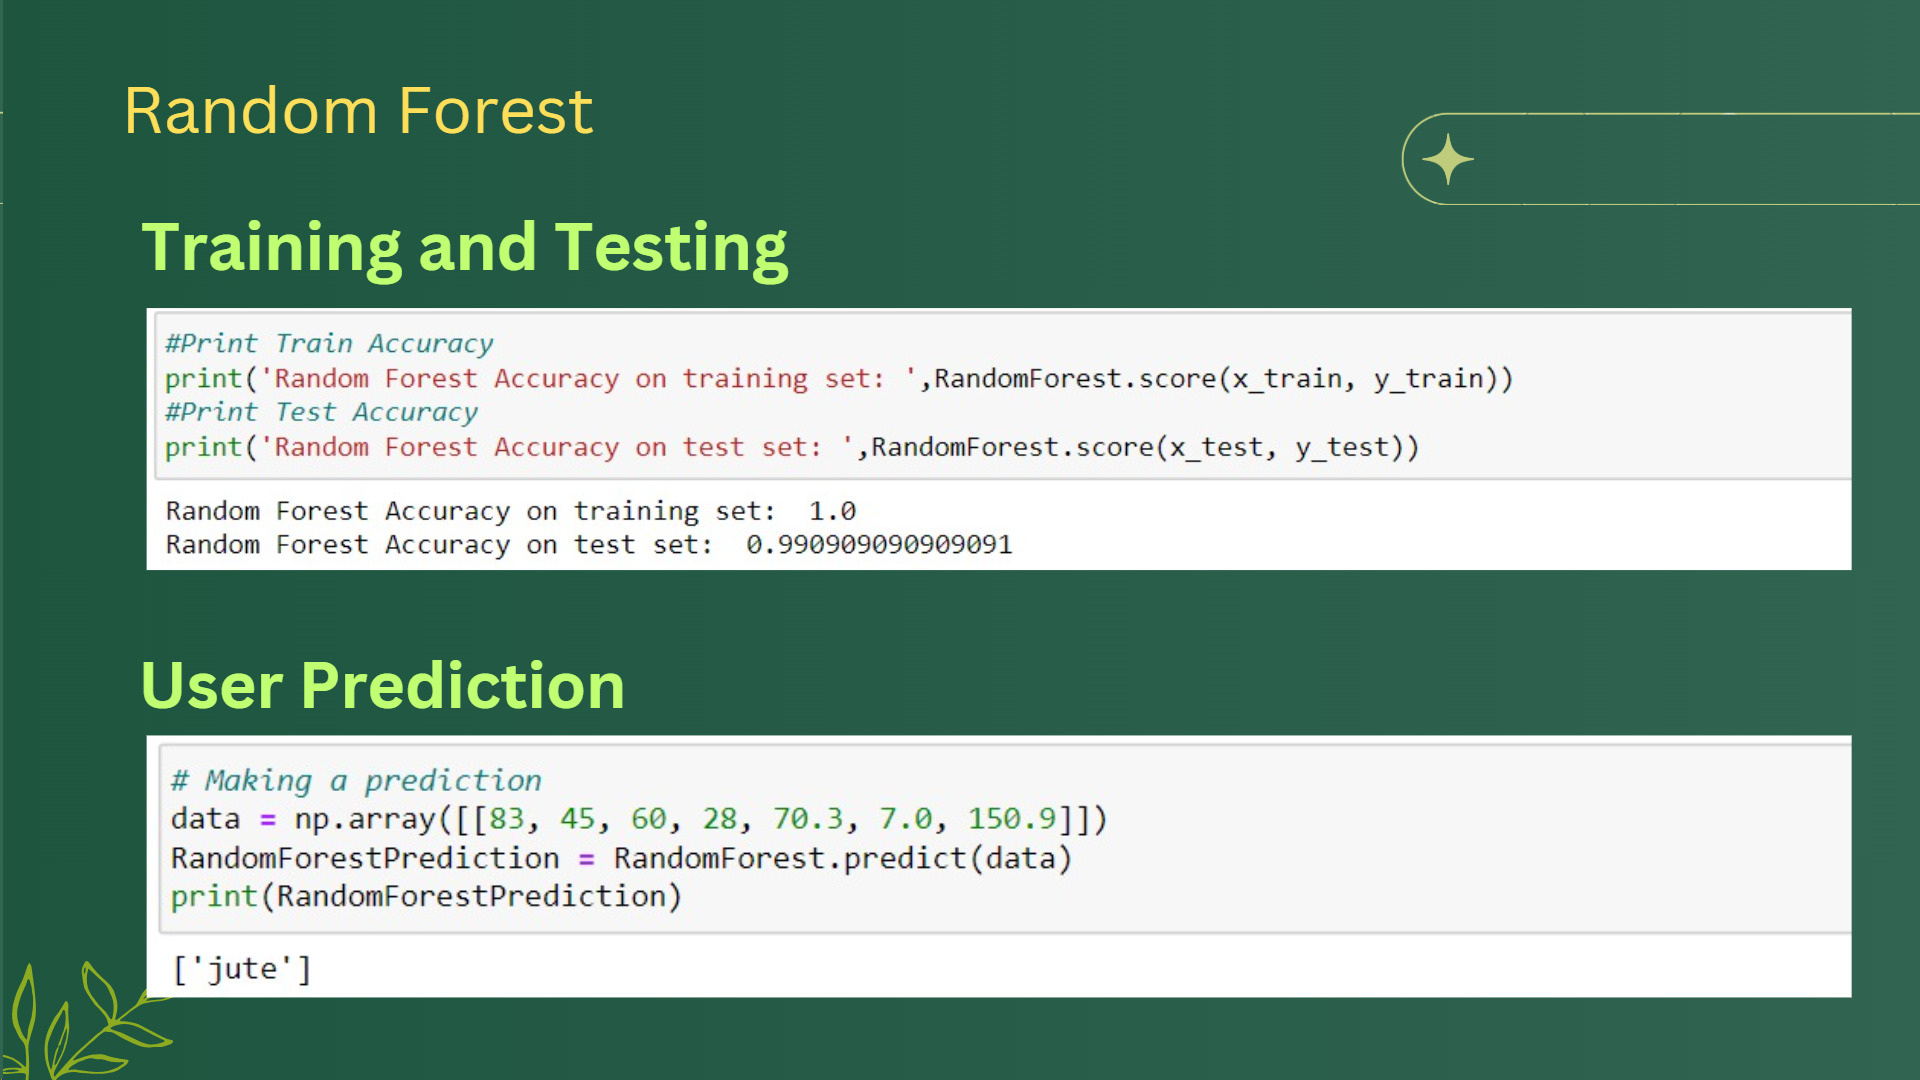 Random Forest
Training and Testing
#Print Train Accuracy
print('Random Forest Accuracy on training set: ',RandomForest.score(x_train, y_train))
#Print Test Accuracy
print('Random Forest Accuracy on test set: ',RandomForest.score(x_test, y_test))
Random Forest Accuracy on training set:  1.0
Random Forest Accuracy on test set:  0.990909090909091
User Prediction
# Making a prediction
data = np.array([[83, 45, 60, 28, 70.3, 7.0, 150.9]])
RandomForestPrediction = RandomForest.predict(data)
print(RandomForestPrediction)
['jute']